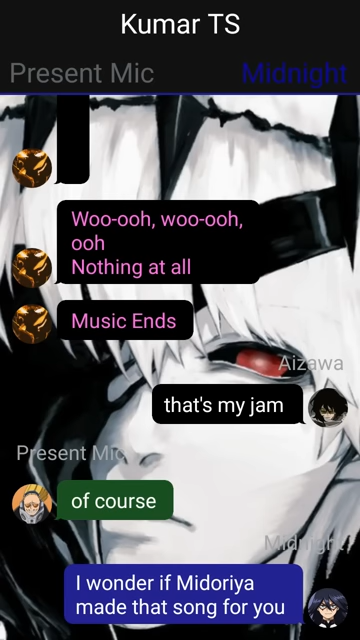 Kumar TS
Present Mic
Midnight
Woo-ooh, woo-ooh,
ooh
Nothing at all
Music Ends
Aizawa
that's my jam
Present Mic
of course
Midnight
I wonder if Midoriya
made that song for you